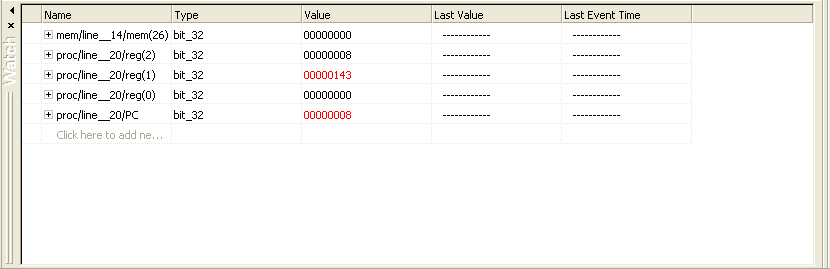 Name Type Value Last Value Last Event Time
mem/line__14/mem(26) bit_32 00000000 ------------ ------------
proc/line__20/reg(2) bit_32 00000008 ------------ ------------
proc/line__20/reg(1) bit_32 00000143 ------------ ------------
proc/line__20/reg(0) bit_32 00000000 ------------ ------------
proc/line__20/PC bit_32 00000008 ------------ ------------
Click here to add ne...
Watch